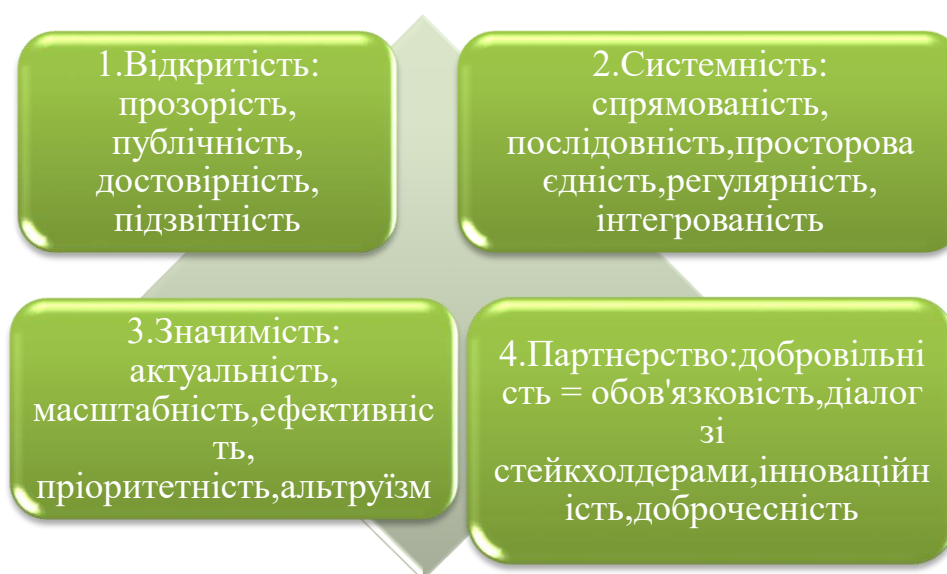 1.Відкритість:
прозорість,
публічність,
достовірність,
підзвітність
2.Системність:
спрямованість,
послідовність,просторова
єдність,регулярність,
інтегрованість
3.Значимість:
актуальність,
масштабність,ефективніс
ть,
пріоритетність,альтруїзм
4.Партнерство:добровільні
сть = обов'язковість,діалог
зі
стейкхолдерами,інноваційн
ість,доброчесність